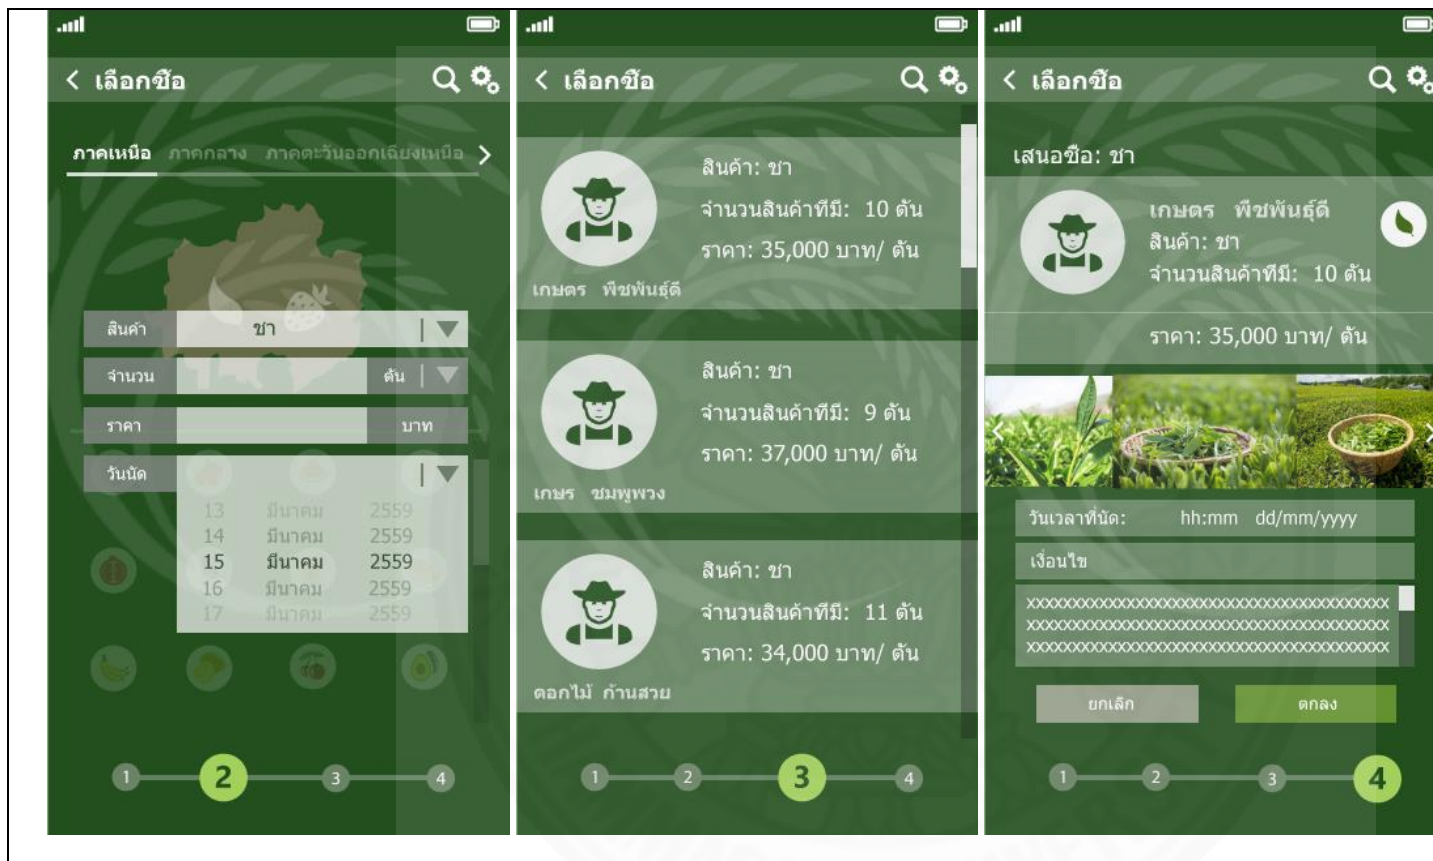 เลือกซือ
ภาคเหนือ ภาคกลาง ภาคตะวันออกเฉียงเหนือ
สินค้า ชา
จำนวน ตัน
ราคา บาท
วันนัด
13 มีนาคม 2559
14 มีนาคม 2559
15 มีนาคม 2559
16 มีนาคม 2559
17 มีนาคม 2559
1 2 3 4
เลือกซือ
สินค้า: ชา
จำนวนสินค้าทีมี: 10 ตัน
ราคา: 35,000 บาท/ ตัน
เกษตร พืชพันธุ์ดี
สินค้า: ชา
จำนวนสินค้าทีมี: 9 ตัน
ราคา: 37,000 บาท/ ตัน
เกษร ชมพูพวง
สินค้า: ชา
จำนวนสินค้าทีมี: 11 ตัน
ราคา: 34,000 บาท/ ตัน
ดอกไม้ ก้านสวย
1 2 3 4
เลือกซือ
เสนอซือ: ชา
เกษตร พืชพันธุ์ดี
สินค้า: ชา
จำนวนสินค้าทีมี: 10 ตัน
ราคา: 35,000 บาท/ ตัน
วันเวลาที่นัด: hh:mm dd/mm/yyyy
เงื่อนไข
xxxxxxxxxxxxxxxxxxxxxxxxxxxxxxxxxxxxxxx
xxxxxxxxxxxxxxxxxxxxxxxxxxxxxxxxxxxxxxx
xxxxxxxxxxxxxxxxxxxxxxxxxxxxxxxxxxxxxxx
ยกเลิก ตกลง
1 2 3 4